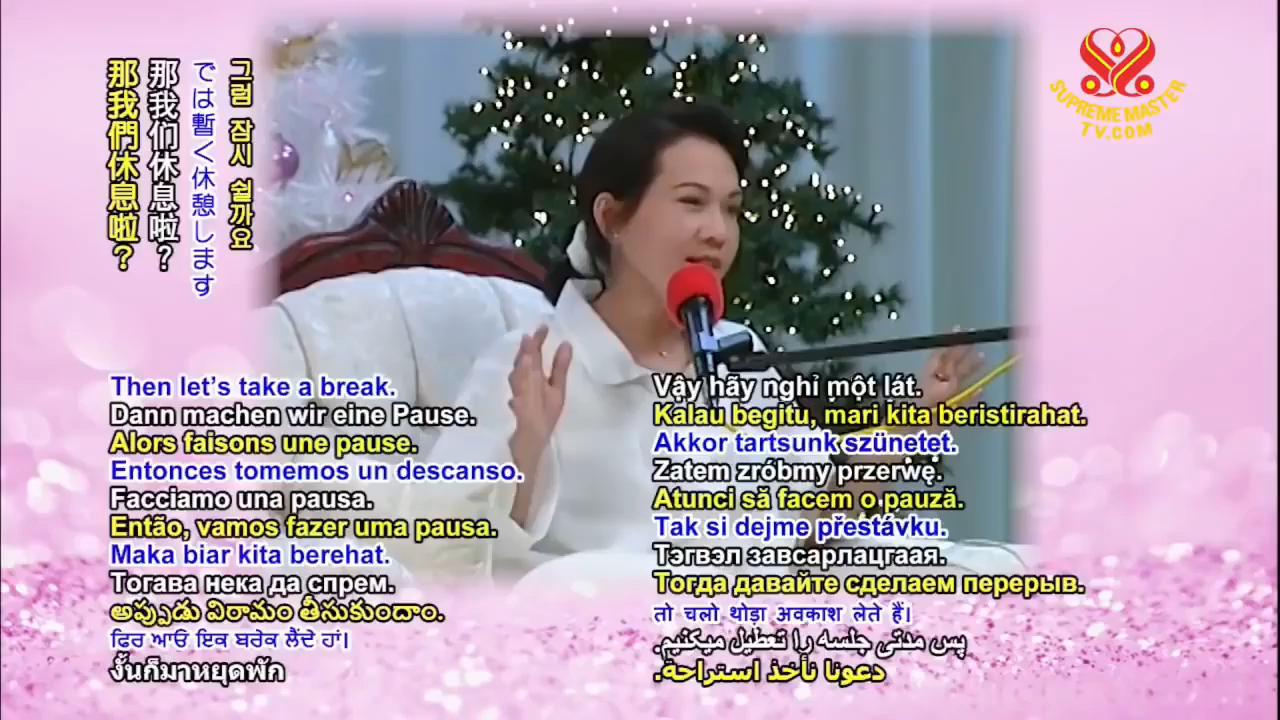 그럼 잠시 쉴까요
では暫く休憩します
那我们休息啦？
那我們休息啦？
SUPREME MASTER
TV.COM
Then let’s take a break.
Dann machen wir eine Pause.
Alors faisons une pause.
Entonces tomemos un descanso.
Facciamo una pausa.
Então, vamos fazer uma pausa.
Maka biar kita berehat.
Тогава нека да спрем.
అప్పుడు విరామం తీసుకుందాం.
ਫਿਰ ਆਓ ਇਕ ਬਰੇਕ ਲੈਂਦੇ ਹਾਂ।
งั้นก็มาหยุดพัก
Vậy hãy nghỉ một lát.
Kalau begitu, mari kita beristirahat.
Akkor tartsunk szünetet.
Zatem zróbmy przerwę.
Atunci să facem o pauză.
Tak si dejme přestávku.
Тэгвэл завсарлацгаая.
Тогда давайте сделаем перерыв.
तो चलो थोड़ा अवकाश लेते हैं।
پس مدتی جلسه را تعطیل میکنیم.
دعونا نأخذ استراحة.